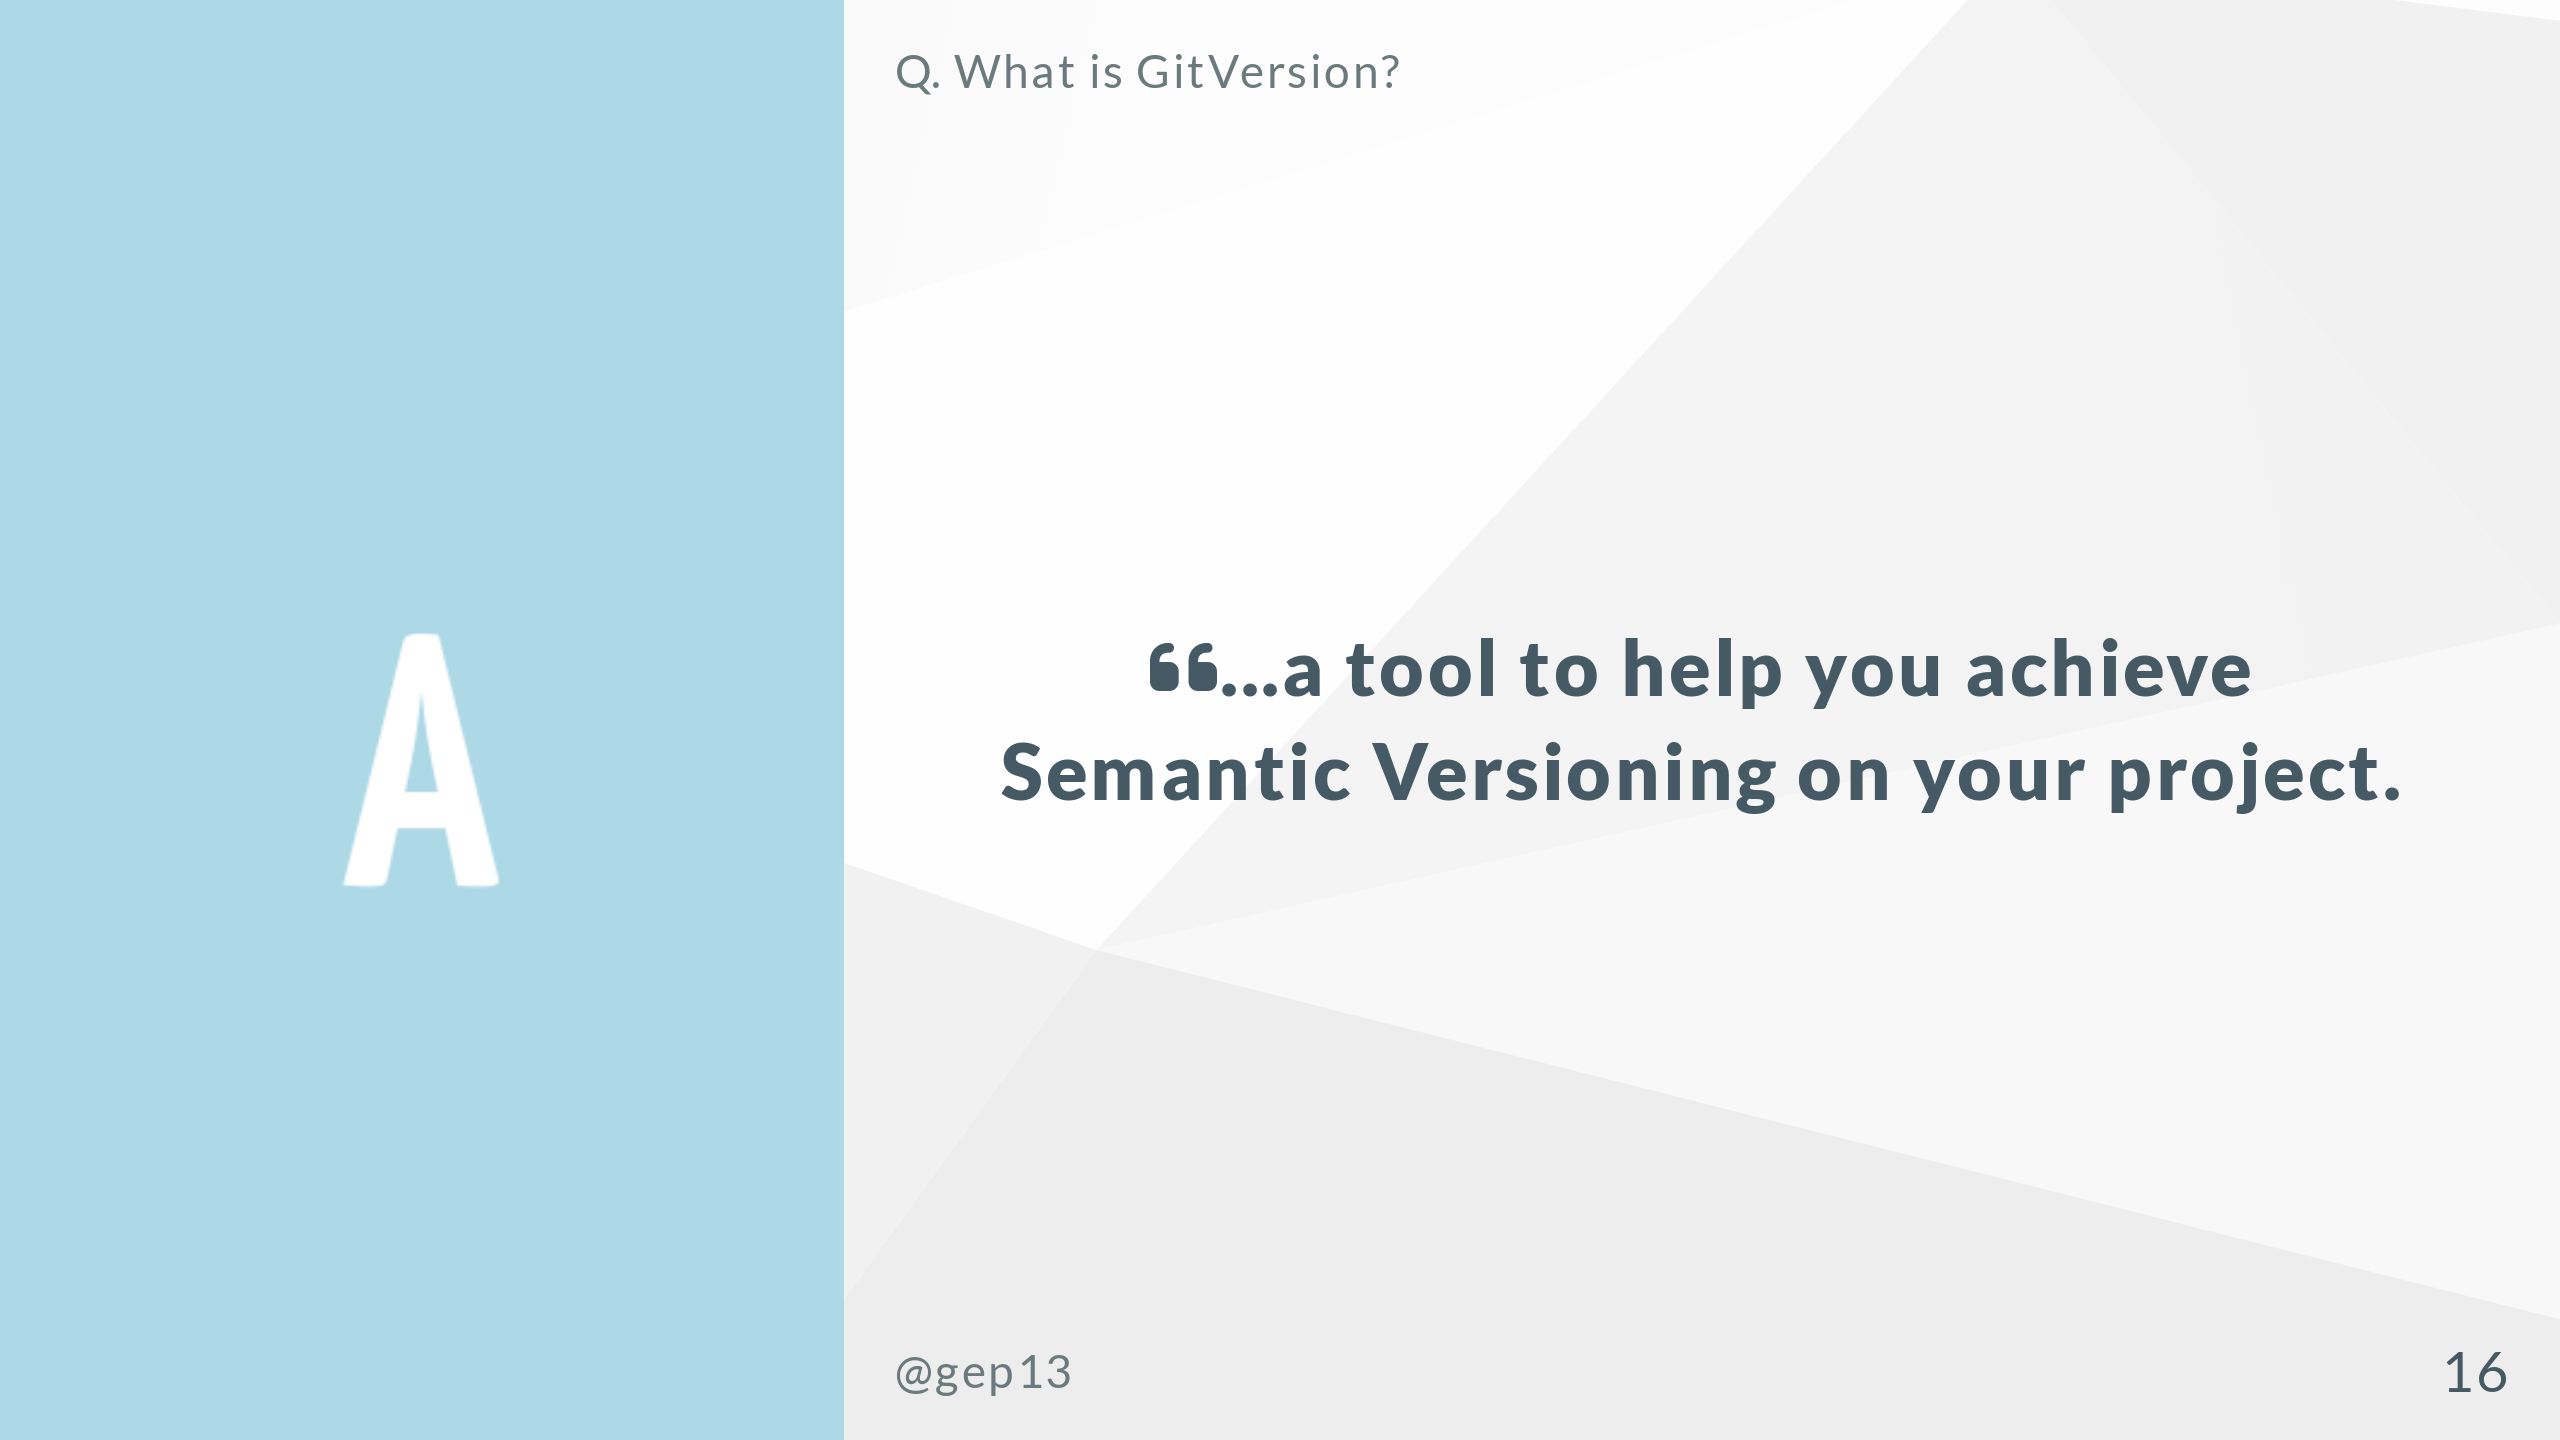 Q. What is GitVersion?
A
“...a tool to help you achieve
Semantic Versioning on your project.
@gep13
16